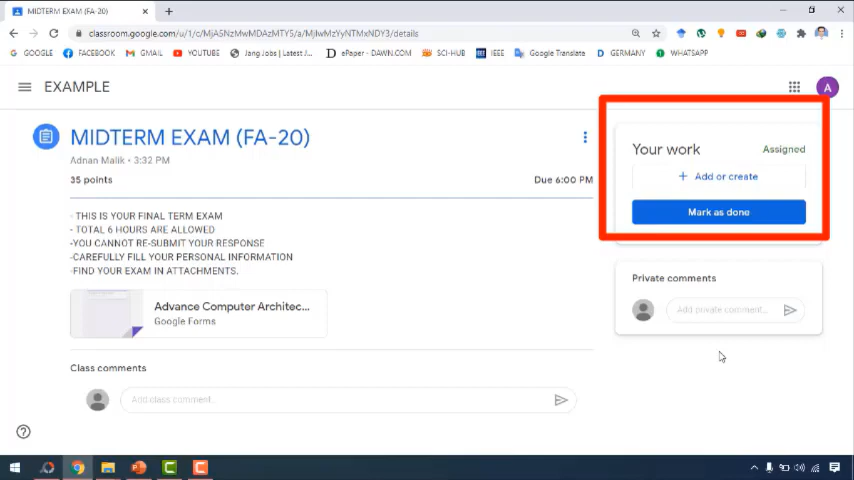 MIDTERM EXAM (FA-20)
classroom.google.com/u/1/c/MjA5NzMwMDAzMTY5/a/MjIwMzYyNTMxNDY3/details
GOOGLE FACEBOOK GMAIL YOUTUBE Jang Jobs | Latest J... ePaper - DAWN.COM SCI-HUB IEEE Google Translate GERMANY WHATSAPP
EXAMPLE
A
MIDTERM EXAM (FA-20)
Adnan Malik • 3:32 PM
35 points
Due 6:00 PM
- THIS IS YOUR FINAL TERM EXAM
- TOTAL 6 HOURS ARE ALLOWED
-YOU CANNOT RE-SUBMIT YOUR RESPONSE
-CAREFULLY FILL YOUR PERSONAL INFORMATION
-FIND YOUR EXAM IN ATTACHMENTS.
Advance Computer Architec...
Google Forms
Class comments
Add class comment...
Your work
Assigned
+ Add or create
Mark as done
Private comments
Add private comment...